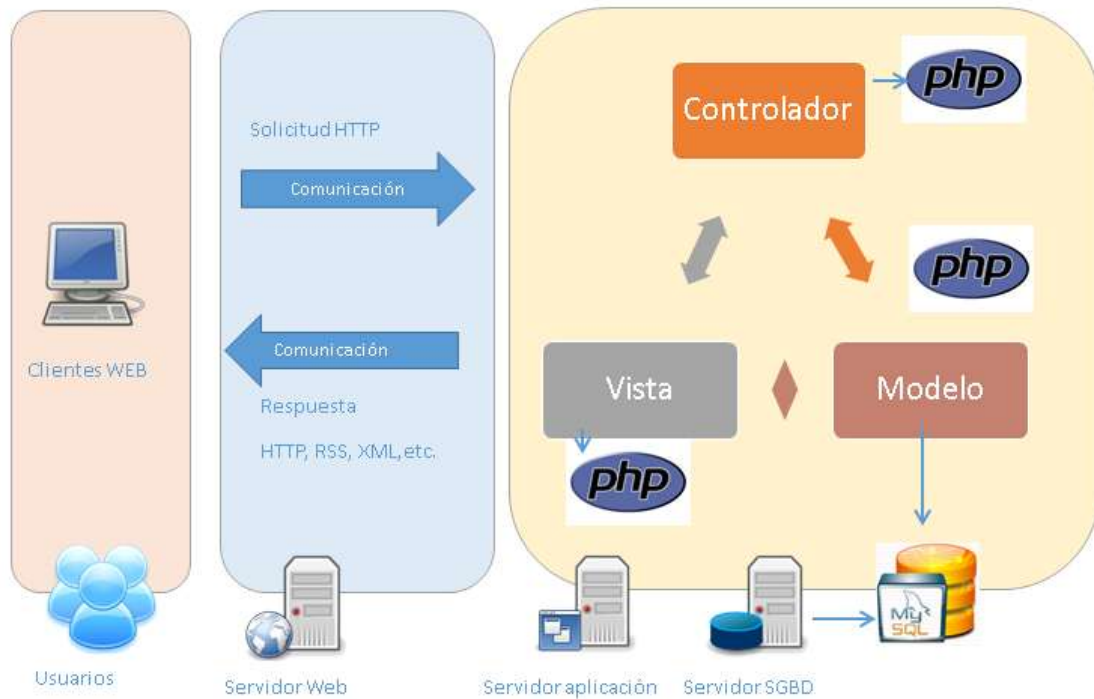 php
Controlador
Solicitud HTTP
Comunicación
php
Comunicación
Clientes WEB
Vista
Modelo
Respuesta
HTTP, RSS, XML,etc.
php
My
SQL
Usuarios
Servidor Web
Servidor aplicación
Servidor SGBD